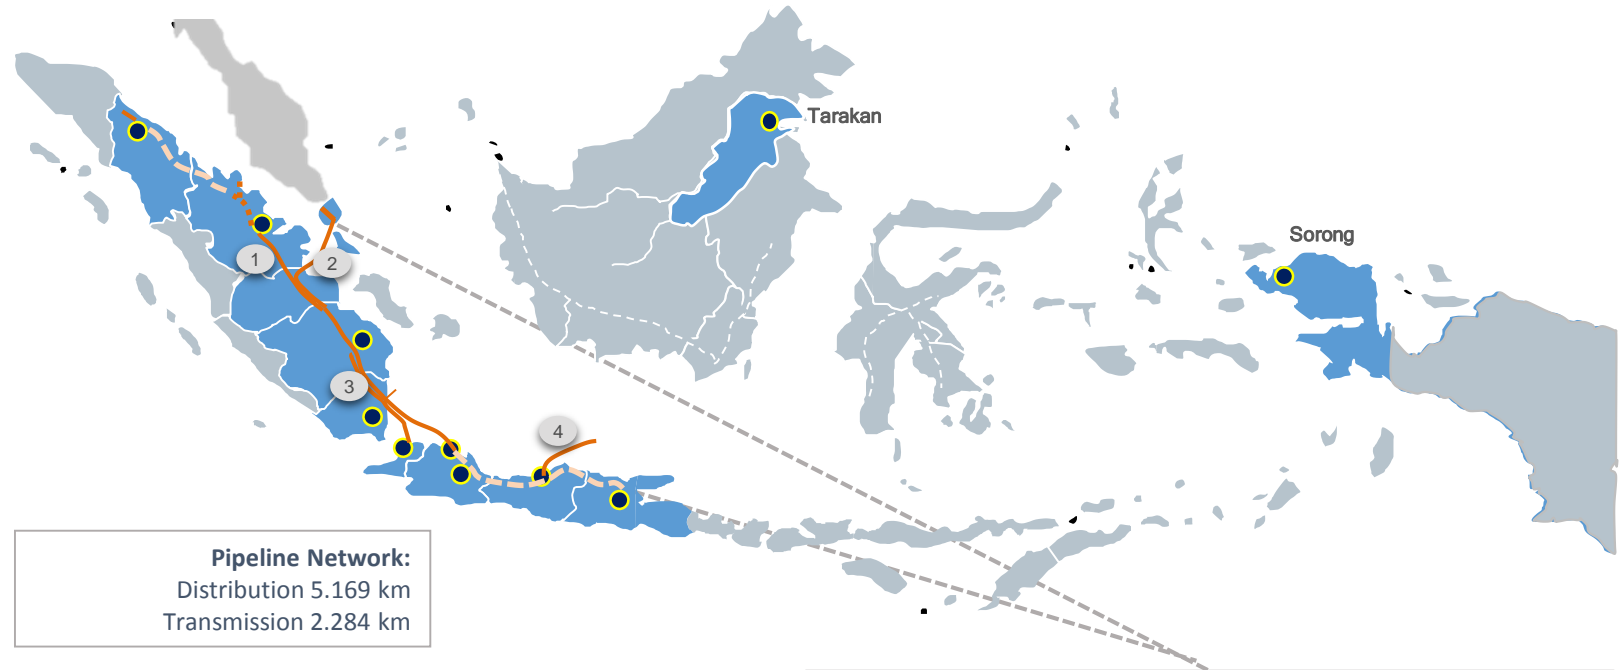 Tarakan
Sorong
1
2
3
4
Pipeline Network:
Distribution 5.169 km
Transmission 2.284 km